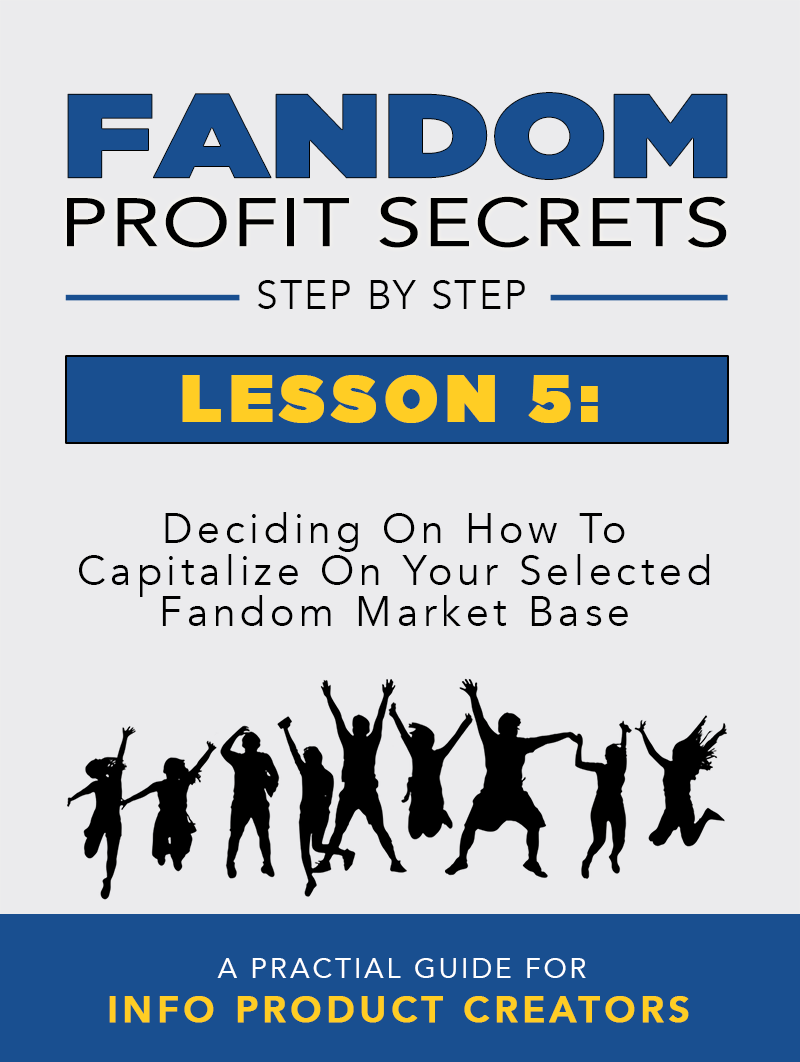 FANDOM
PROFIT SECRETS
STEP BY STEP
LESSON 5:
Deciding On How To
Capitalize On Your Selected
Fandom Market Base
A PRACTIAL GUIDE FOR
INFO PRODUCT CREATORS